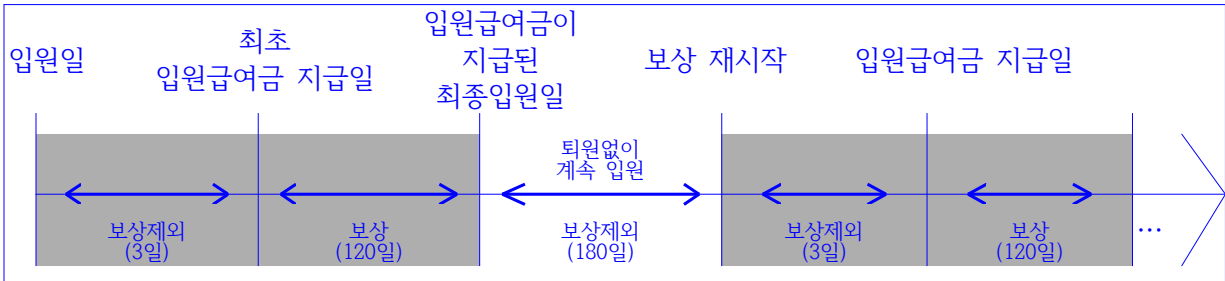 입원일
최초
입원급여금 지급일
입원급여금이
지급된
최종입원일
보상 재시작
입원급여금 지급일
퇴원없이
계속 입원
보상제외
(3일)
보상
(120일)
보상제외
(180일)
보상제외
(3일)
보상
(120일)
…